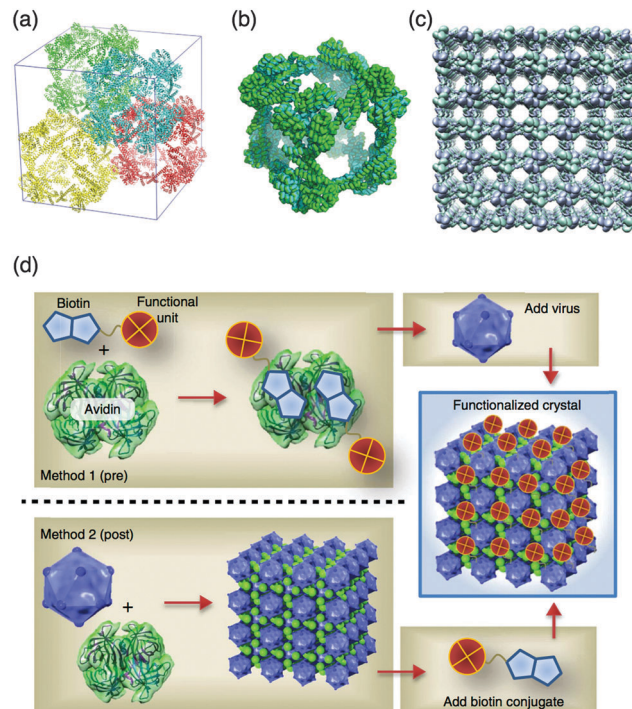 (a)
(b)
(c)
(d)
Biotin
Functional
unit
+
Avidin
Method 1 (pre)
Add virus
Functionalized crystal
Method 2 (post)
+
Add biotin conjugate